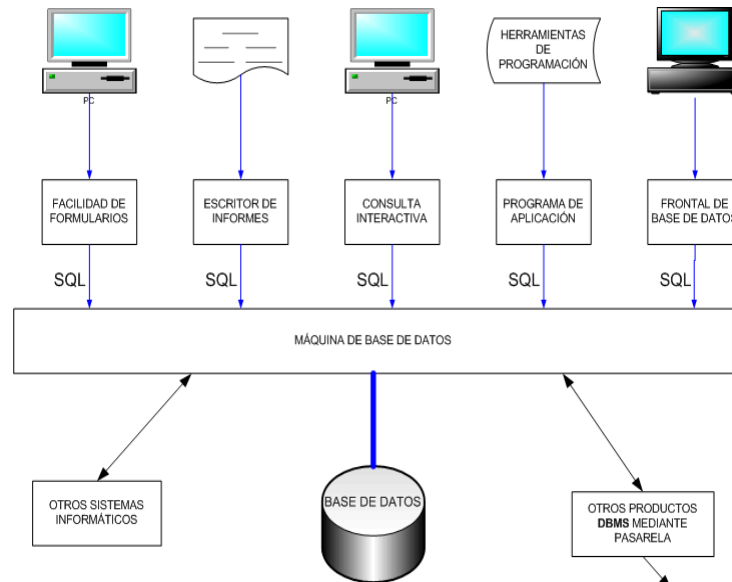 HERRAMIENTAS
DE
PROGRAMACIÓN
PC
PC
FACILIDAD DE
FORMULARIOS
ESCRITOR DE
INFORMES
CONSULTA
INTERACTIVA
PROGRAMA DE
APLICACIÓN
FRONTAL DE
BASE DE DATOS
SQL
SQL
SQL
SQL
SQL
MÁQUINA DE BASE DE DATOS
OTROS SISTEMAS
INFORMÁTICOS
BASE DE DATOS
OTROS PRODUCTOS
DBMS MEDIANTE
PASARELA